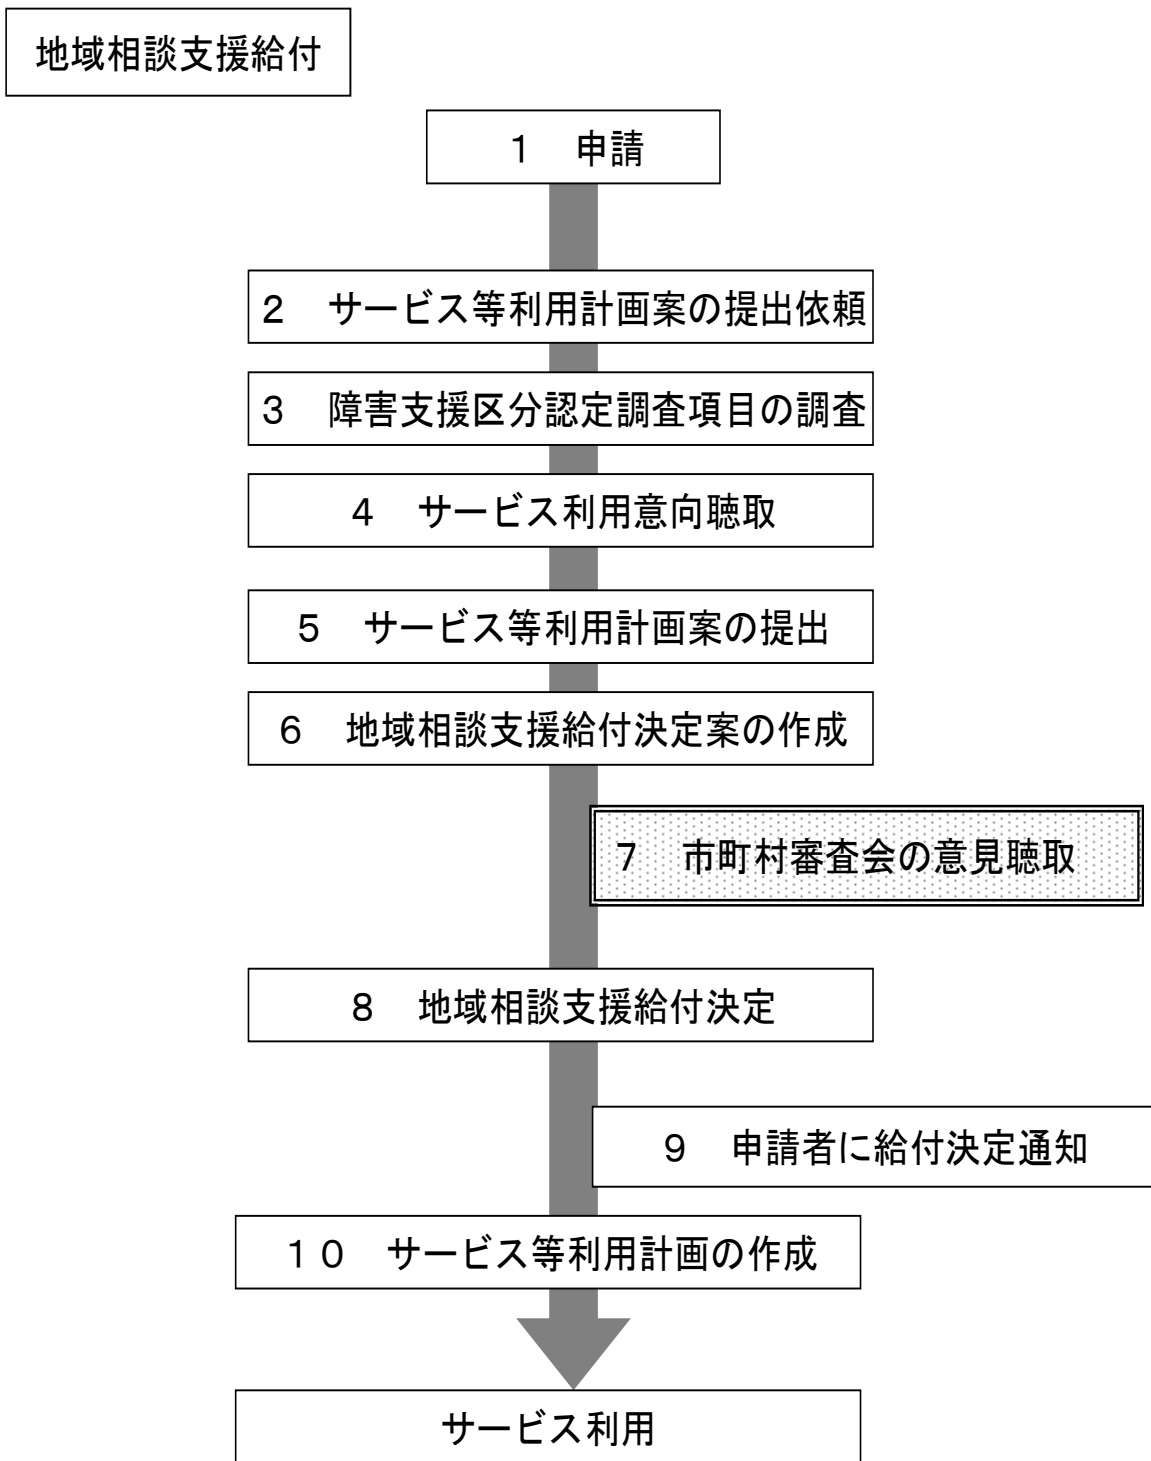 地域相談支援給付
１　申請
２　サービス等利用計画案の提出依頼
３　障害支援区分認定調査項目の調査
４　サービス利用意向聴取
５　サービス等利用計画案の提出
６　地域相談支援給付決定案の作成
７　市町村審査会の意見聴取
８　地域相談支援給付決定
９　申請者に給付決定通知
１０　サービス等利用計画の作成
サービス利用